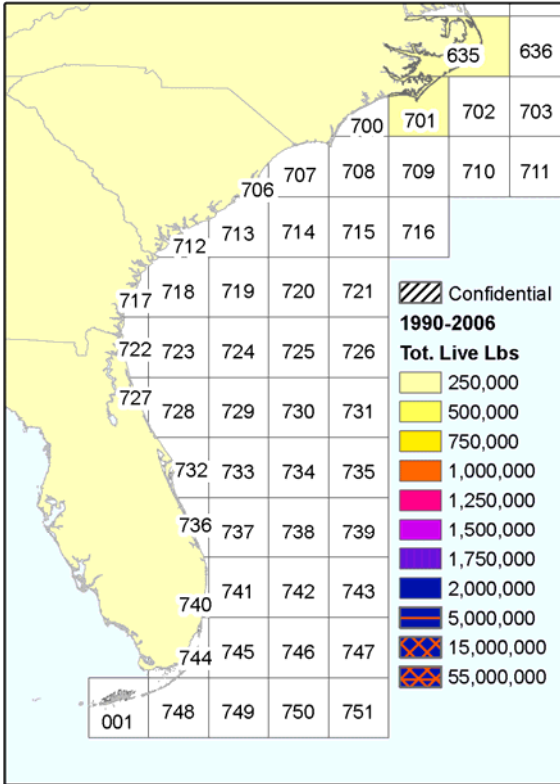 635 636
700 701 702 703
706 707 708 709 710 711
712 713 714 715 716
717 718 719 720 721
722 723 724 725 726
727 728 729 730 731
732 733 734 735
736 737 738 739
740 741 742 743
744 745 746 747
001 748 749 750 751
Confidential
1990-2006
Tot. Live Lbs
250,000
500,000
750,000
1,000,000
1,250,000
1,500,000
1,750,000
2,000,000
5,000,000
15,000,000
55,000,000